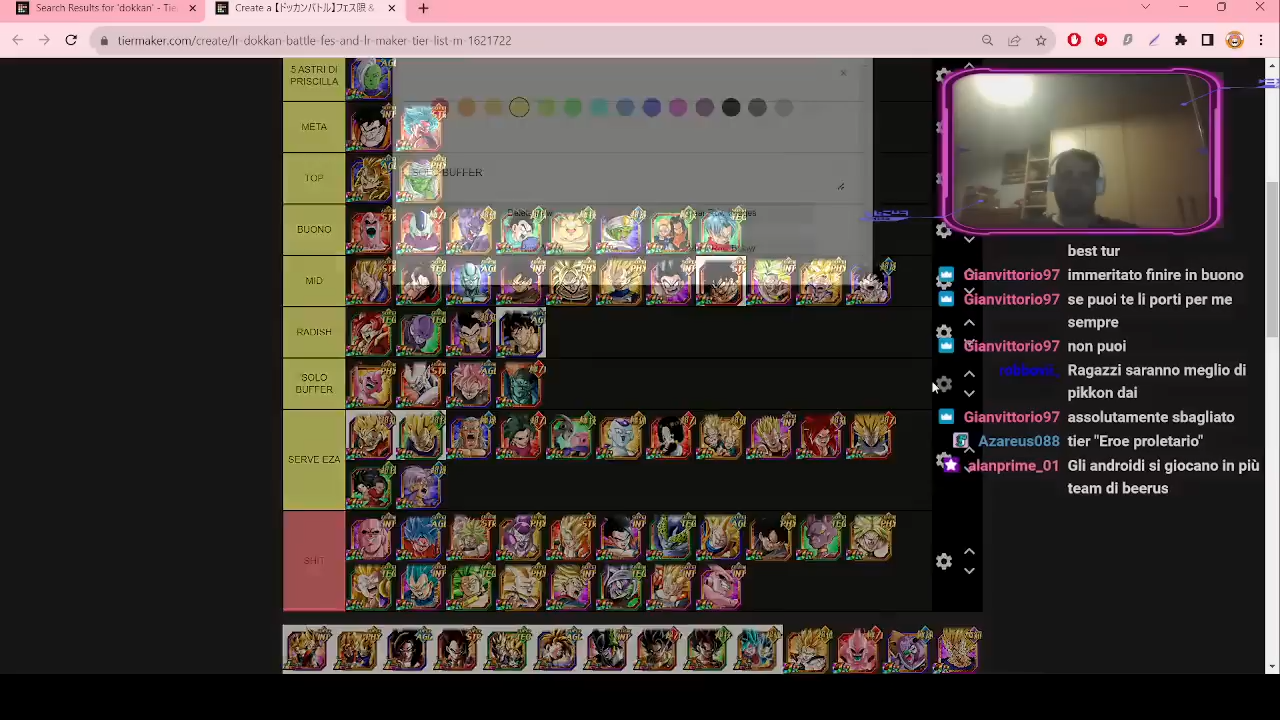 Search Results for 'dokkan' - Tie
Create a 【ドッカンバトル】フェス限 &
tiermaker.com/create/lr-dokkan-battle-fes-and-lr-maker-tier-list-m-1621722
5 ASTRI DI
PRISCILLA
META
TOP
SOLO BUFFER
BUONO
MID
RADISH
SOLO
BUFFER
SERVE EZA
SHIT
best tur
Gianvittorio97 immeritato finire in buono
Gianvittorio97 se puoi te li porti per me
sempre
Gianvittorio97 non puoi
Ragazzi saranno meglio di
pikkon dai
Gianvittorio97 assolutamente sbagliato
Azareus088 tier "Eroe proletario"
alanprime_01 Gli androidi si giocano in più
team di beerus